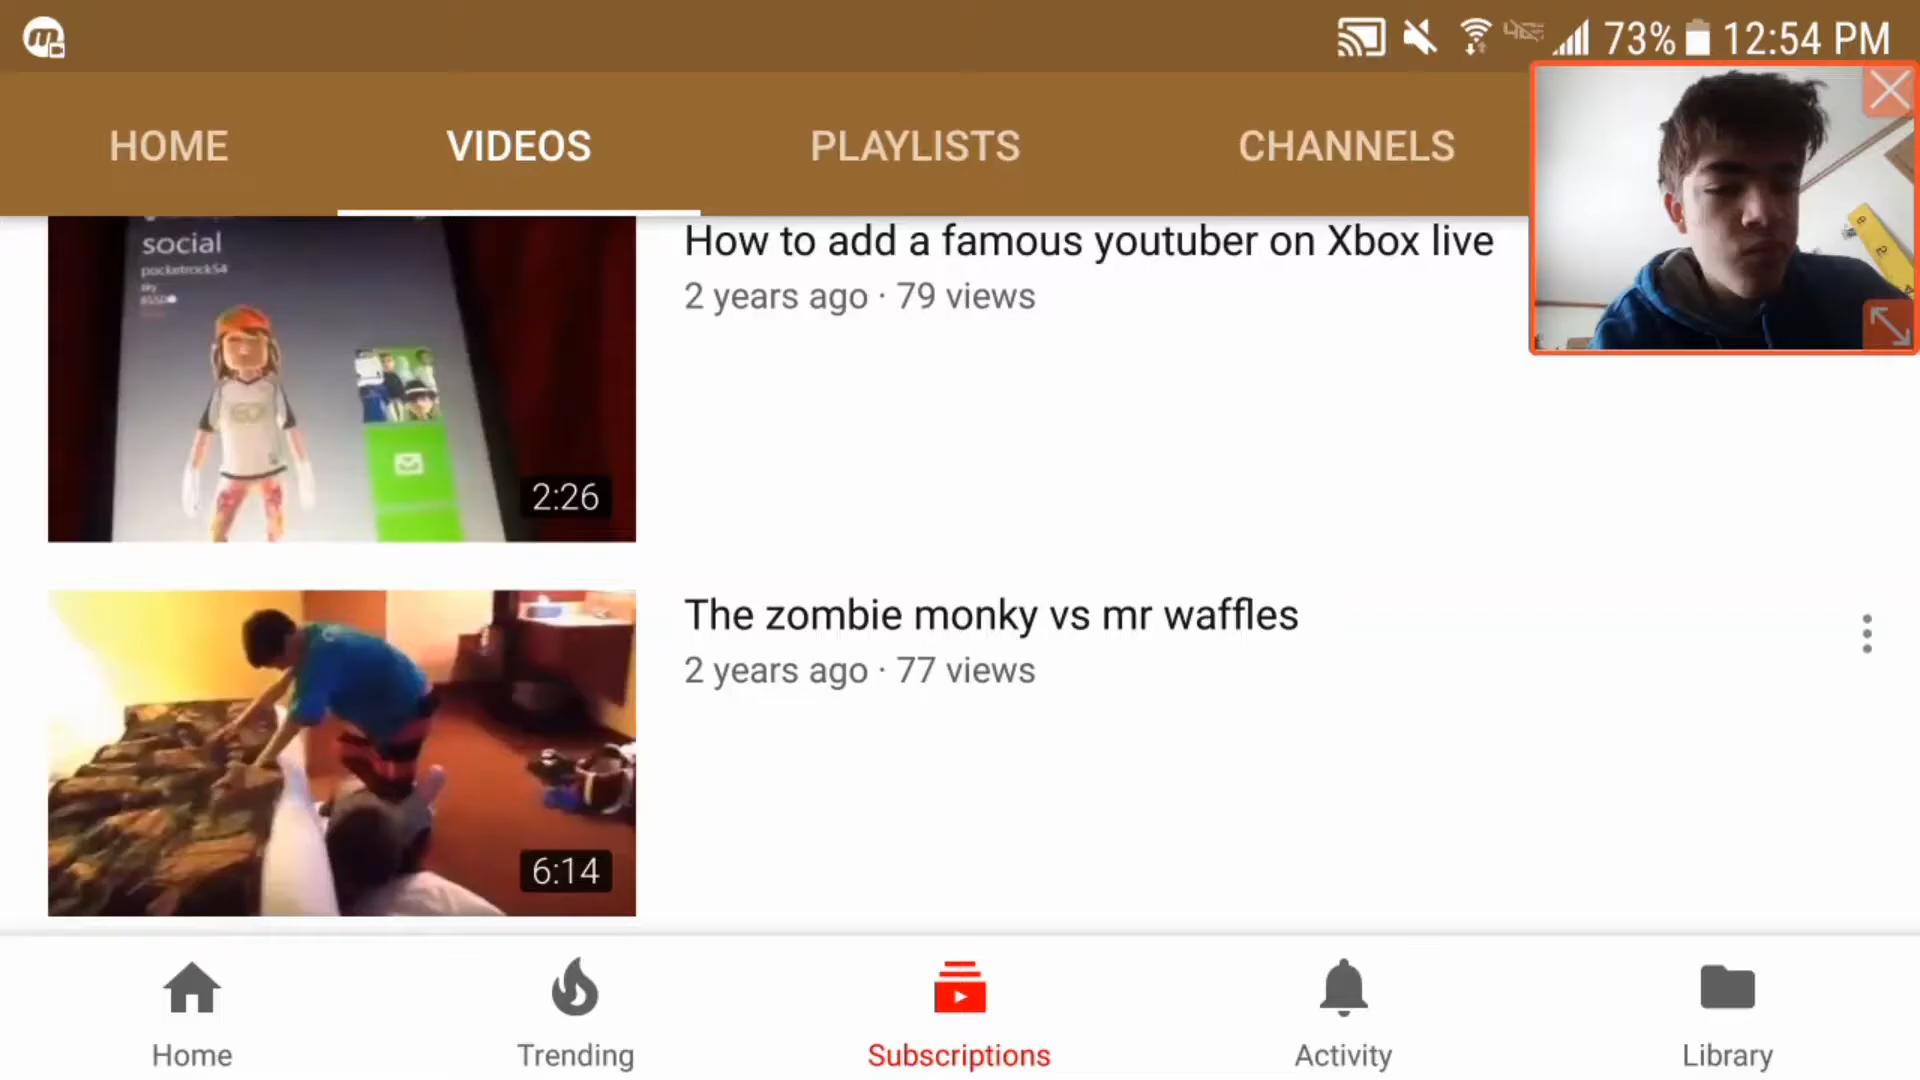 73% 12:54 PM
HOME VIDEOS PLAYLISTS CHANNELS
social
pocketrock54
sky
2:26
How to add a famous youtuber on Xbox live
2 years ago · 79 views
6:14
The zombie monky vs mr waffles
2 years ago · 77 views
Home Trending Subscriptions Activity Library